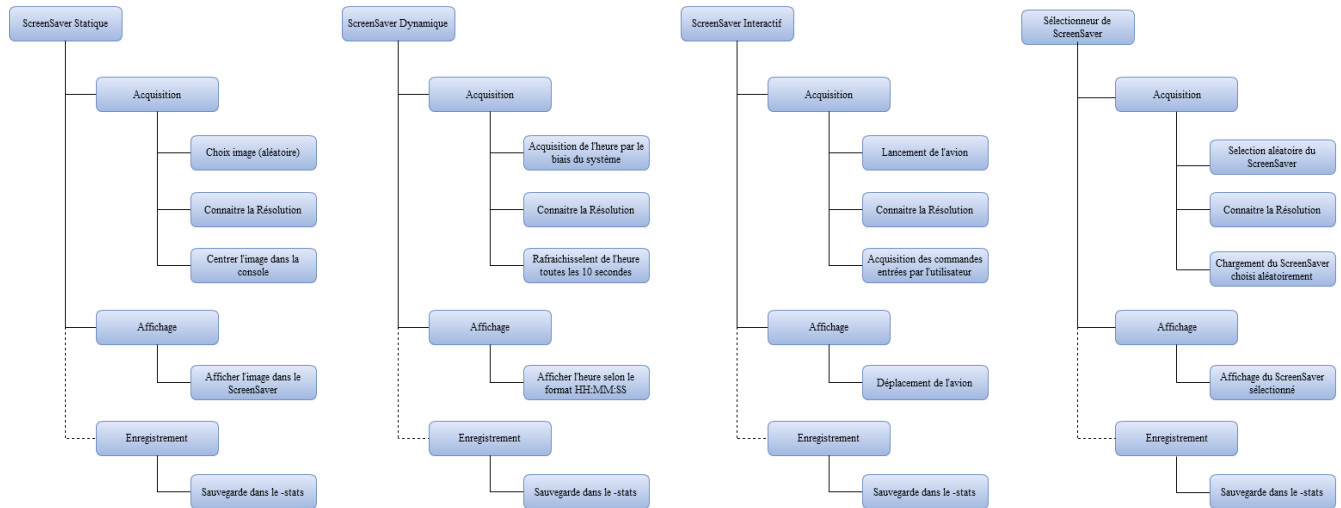 ScreenSaver Statique
Acquisition
Choix image (aléatoire)
Connaitre la Résolution
Centrer l'image dans la
console
Affichage
Afficher l'image dans le
ScreenSaver
Enregistrement
Sauvegarde dans le -stats
ScreenSaver Dynamique
Acquisition
Acquisition de l'heure par le
biais du système
Connaitre la Résolution
Rafraichisselent de l'heure
toutes les 10 secondes
Affichage
Afficher l'heure selon le
format HH:MM:SS
Enregistrement
Sauvegarde dans le -stats
ScreenSaver Interactif
Acquisition
Lancement de l'avion
Connaitre la Résolution
Acquisition des commandes
entrées par l'utilisateur
Affichage
Déplacement de l'avion
Enregistrement
Sauvegarde dans le -stats
Sélectionneur de
ScreenSaver
Acquisition
Selection aléatoire du
ScreenSaver
Connaitre la Résolution
Chargement du ScreenSaver
choisi aléatoirement
Affichage
Affichage du ScreenSaver
sélectionné
Enregistrement
Sauvegarde dans le -stats